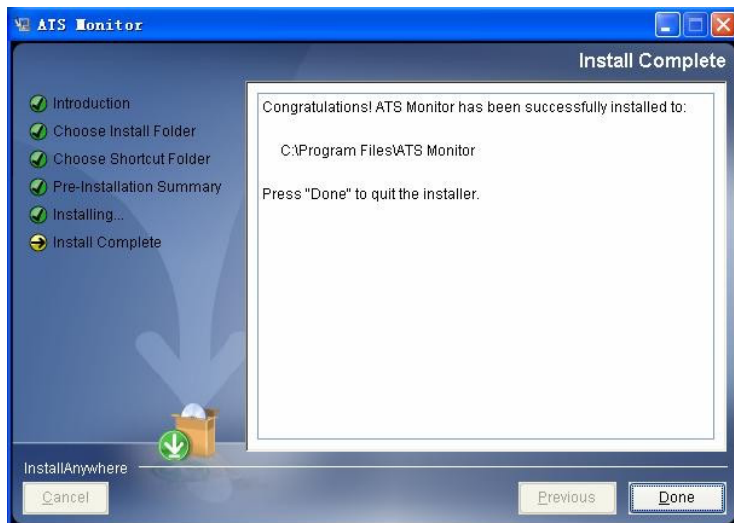 ATS Monitor
Install Complete
Introduction
Choose Install Folder
Choose Shortcut Folder
Pre-Installation Summary
Installing...
Install Complete
Congratulations! ATS Monitor has been successfully installed to:
C:\Program Files\ATS Monitor
Press "Done" to quit the installer.
InstallAnywhere
Cancel
Previous
Done